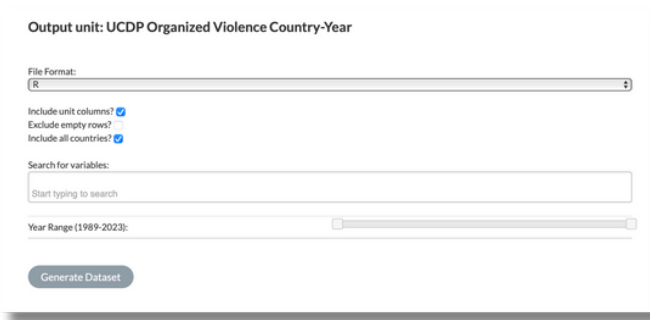 Output unit: UCDP Organized Violence Country-Year
File Format:
R
Include unit columns?
Exclude empty rows?
Include all countries?
Search for variables:
Start typing to search
Year Range (1989-2023):
Generate Dataset